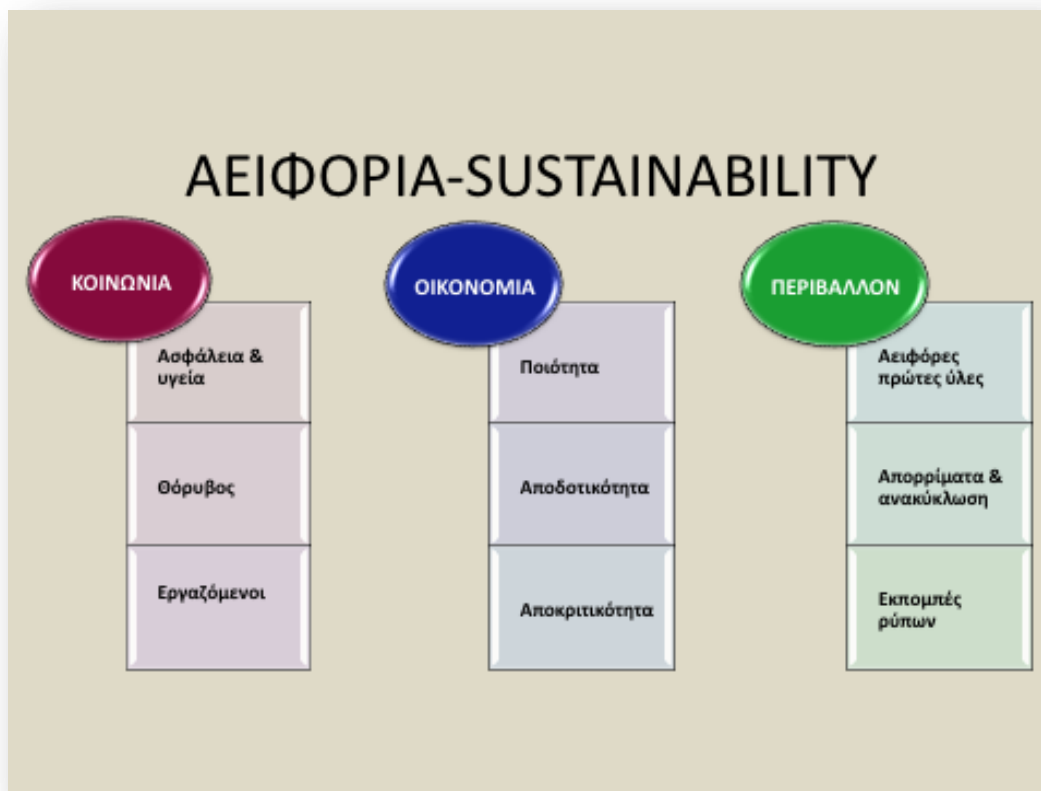 ΑΕΙΦΟΡΙΑ-SUSTAINABILITY
ΚΟΙΝΩΝΙΑ
Ασφάλεια &
υγεία
Θόρυβος
Εργαζόμενοι
ΟΙΚΟΝΟΜΙΑ
Ποιότητα
Αποδοτικότητα
Αποκριτικότητα
ΠΕΡΙΒΑΛΛΟΝ
Αειφόρες
πρώτες ύλες
Απορρίματα &
ανακύκλωση
Εκπομπές
ρύπων